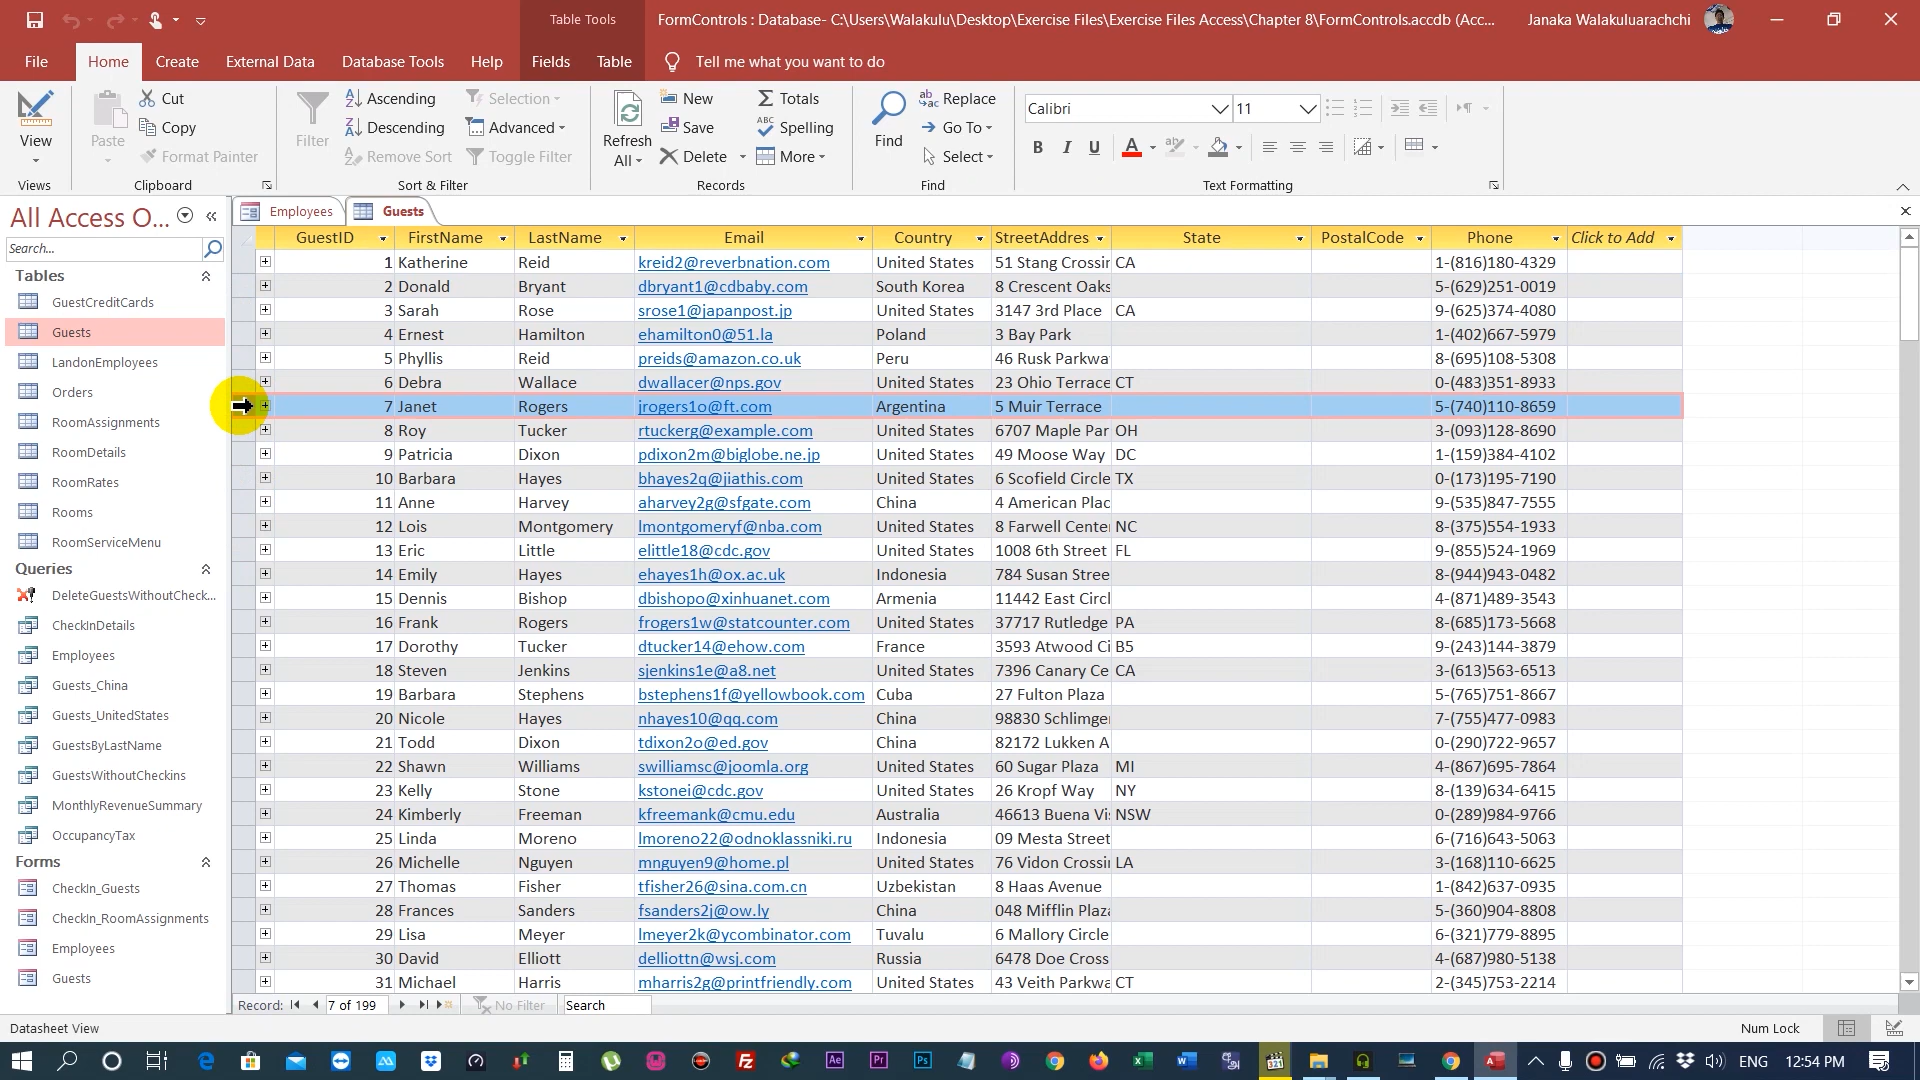 Table Tools
FormControls : Database- C:\Users\Walakulu\Desktop\Exercise Files\Exercise Files Access\Chapter 8\FormControls.accdb (Acc...
Janaka Walakuluarachchi
File Home Create External Data Database Tools Help Fields Table Tell me what you want to do
View
Views
Paste
Cut
Copy
Format Painter
Clipboard
Filter
Ascending
Descending
Remove Sort
Selection
Advanced
Toggle Filter
Sort & Filter
Refresh
All
New
Save
Delete
Totals
Spelling
More
Records
Find
Replace
Go To
Select
Find
Calibri 11
B I U A
Text Formatting
All Access O...
Search...
Tables
GuestCreditCards
Guests
LandonEmployees
Orders
RoomAssignments
RoomDetails
RoomRates
Rooms
RoomServiceMenu
Queries
DeleteGuestsWithoutCheck...
CheckInDetails
Employees
Guests_China
Guests_UnitedStates
GuestsByLastName
GuestsWithoutCheckins
MonthlyRevenueSummary
OccupancyTax
Forms
CheckIn_Guests
CheckIn_RoomAssignments
Employees
Guests
Employees Guests
GuestID FirstName LastName Email Country StreetAddres State PostalCode Phone Click to Add
1 Katherine Reid kreid2@reverbnation.com United States 51 Stang Crossin CA 1-(816)180-4329
2 Donald Bryant dbryant1@cdbaby.com South Korea 8 Crescent Oaks 5-(629)251-0019
3 Sarah Rose srose1@japanpost.jp United States 3147 3rd Place CA 9-(625)374-4080
4 Ernest Hamilton ehamilton0@51.la Poland 3 Bay Park 1-(402)667-5979
5 Phyllis Reid preids@amazon.co.uk Peru 46 Rusk Parkwa 8-(695)108-5308
6 Debra Wallace dwallacer@nps.gov United States 23 Ohio Terrace CT 0-(483)351-8933
7 Janet Rogers jrogers1o@ft.com Argentina 5 Muir Terrace 5-(740)110-8659
8 Roy Tucker rtuckerg@example.com United States 6707 Maple Par OH 3-(093)128-8690
9 Patricia Dixon pdixon2m@biglobe.ne.jp United States 49 Moose Way DC 1-(159)384-4102
10 Barbara Hayes bhayes2q@jiathis.com United States 6 Scofield Circle TX 0-(173)195-7190
11 Anne Harvey aharvey2g@sfgate.com China 4 American Plac 9-(535)847-7555
12 Lois Montgomery lmontgomeryf@nba.com United States 8 Farwell Center NC 8-(375)554-1933
13 Eric Little elittle18@cdc.gov United States 1008 6th Street FL 9-(855)524-1969
14 Emily Hayes ehayes1h@ox.ac.uk Indonesia 784 Susan Stree 8-(944)943-0482
15 Dennis Bishop dbishopo@xinhuanet.com Armenia 11442 East Circl 4-(871)489-3543
16 Frank Rogers frogers1w@statcounter.com United States 37717 Rutledge PA 8-(685)173-5668
17 Dorothy Tucker dtucker14@ehow.com France 3593 Atwood Ci B5 9-(243)144-3879
18 Steven Jenkins sjenkins1e@a8.net United States 7396 Canary Ce CA 3-(613)563-6513
19 Barbara Stephens bstephens1f@yellowbook.com Cuba 27 Fulton Plaza 5-(765)751-8667
20 Nicole Hayes nhayes10@qq.com China 98830 Schlimge 7-(755)477-0983
21 Todd Dixon tdixon2o@ed.gov China 82172 Lukken A 0-(290)722-9657
22 Shawn Williams swilliamsc@joomla.org United States 60 Sugar Plaza MI 4-(867)695-7864
23 Kelly Stone kstonei@cdc.gov United States 26 Kropf Way NY 8-(139)634-6415
24 Kimberly Freeman kfreemank@cmu.edu Australia 46613 Buena Vi NSW 0-(289)984-9766
25 Linda Moreno lmoreno22@odnoklassniki.ru Indonesia 09 Mesta Street 6-(716)643-5063
26 Michelle Nguyen mnguyen9@home.pl United States 76 Vidon Crossi LA 3-(168)110-6625
27 Thomas Fisher tfisher26@sina.com.cn Uzbekistan 8 Haas Avenue 1-(842)637-0935
28 Frances Sanders fsanders2j@ow.ly China 048 Mifflin Plaza 5-(360)904-8808
29 Lisa Meyer lmeyer2k@ycombinator.com Tuvalu 6 Mallory Circle 6-(321)779-8895
30 David Elliott delliottn@wsj.com Russia 6478 Doe Cross 4-(687)980-5138
31 Michael Harris mharris2g@printfriendly.com United States 43 Veith Parkwa CT 2-(345)753-2214
Record: 7 of 199 No Filter Search
Datasheet View Num Lock
ENG 12:54 PM